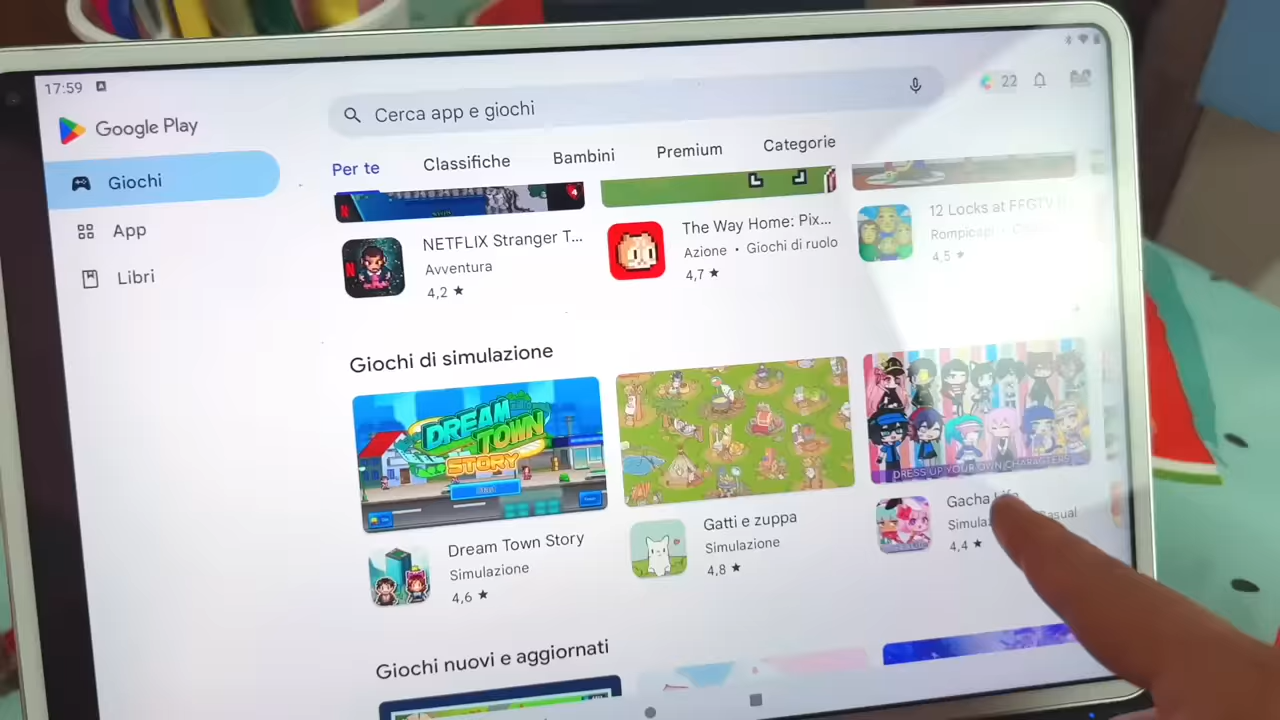 17:59
Google Play
Cerca app e giochi
22
Giochi
App
Libri
Per te
Classifiche
Bambini
Premium
Categorie
NETFLIX Stranger T...
Avventura
4,2 ★
The Way Home: Pix...
Azione • Giochi di ruolo
4,7 ★
12 Locks at FFGTV
4,5 ★
Giochi di simulazione
DREAM
TOWN
STORY
Dream Town Story
Simulazione
4,6 ★
Gatti e zuppa
Simulazione
4,8 ★
DRESS UP YOUR OWN CHARACTERS
Gacha Life
4,4 ★
Giochi nuovi e aggiornati